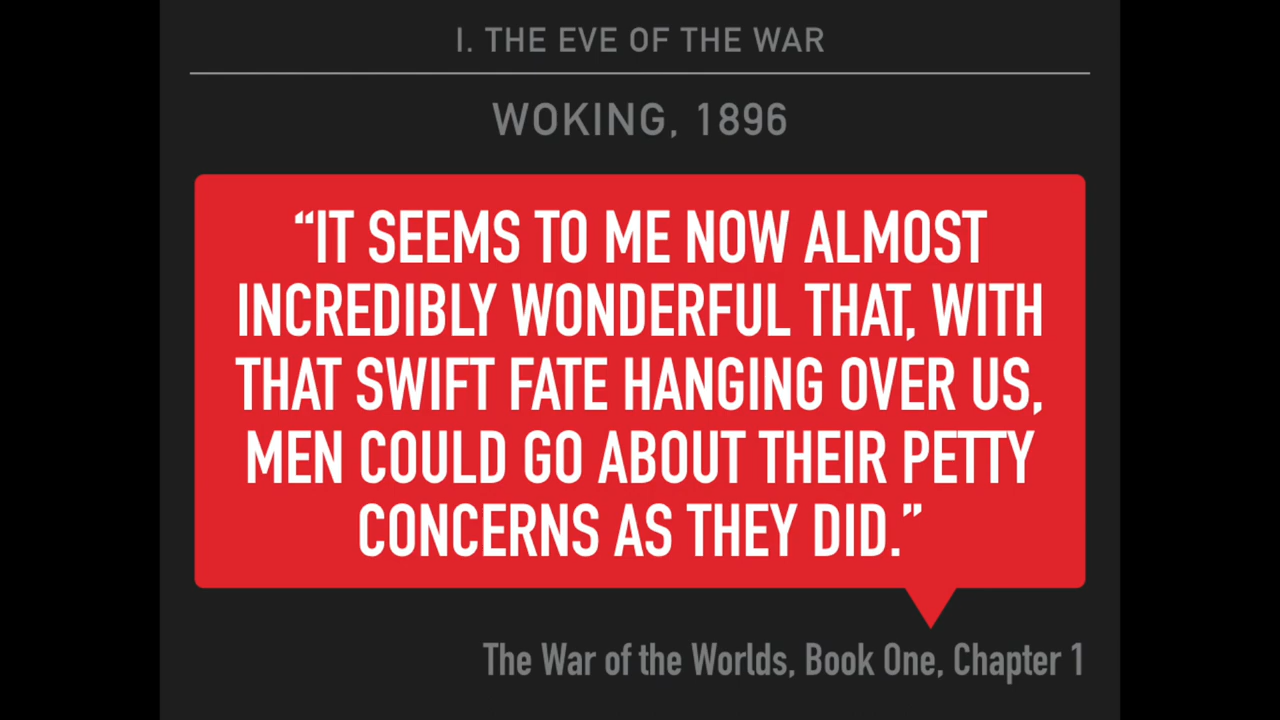 I. THE EVE OF THE WAR
WOKING, 1896
“IT SEEMS TO ME NOW ALMOST
INCREDIBLY WONDERFUL THAT, WITH
THAT SWIFT FATE HANGING OVER US,
MEN COULD GO ABOUT THEIR PETTY
CONCERNS AS THEY DID.”
The War of the Worlds, Book One, Chapter 1